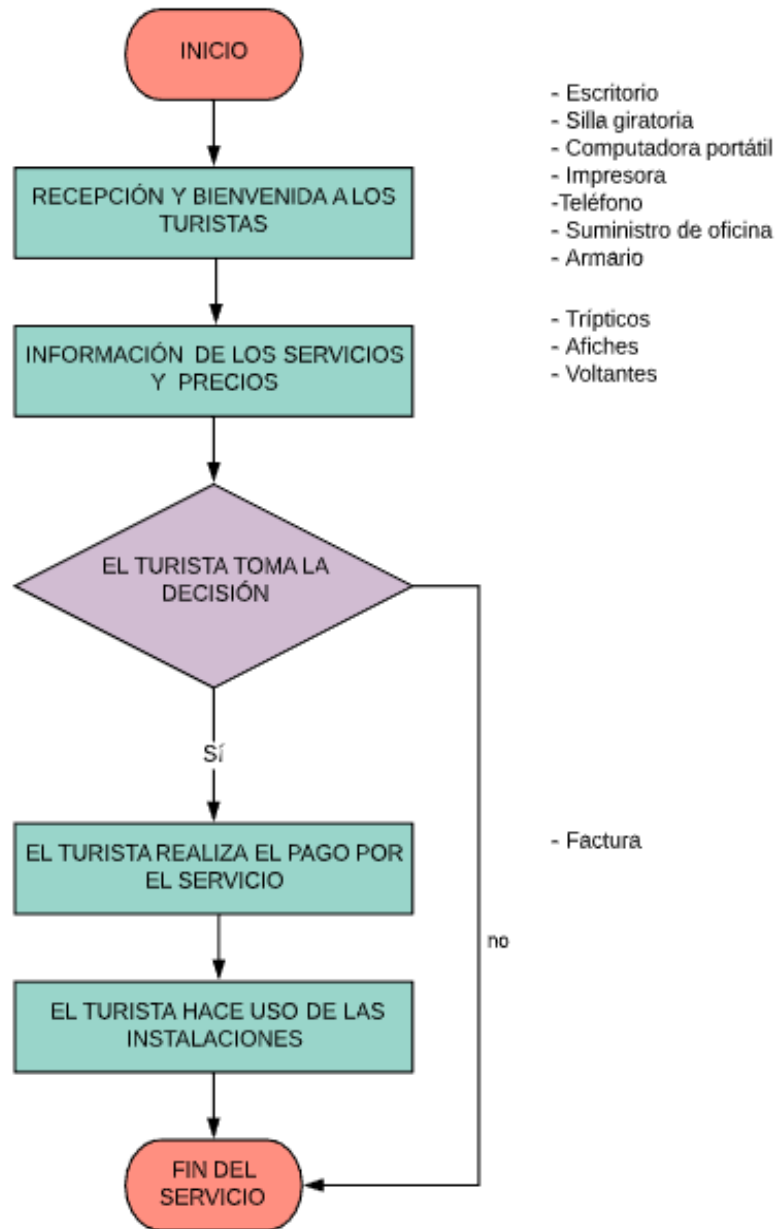 INICIO
- Escritorio
- Silla giratoria
- Computadora portátil
- Impresora
-Teléfono
- Suministro de oficina
- Armario
RECEPCIÓN Y BIENVENIDA A LOS
TURISTAS
- Trípticos
- Afiches
- Voltantes
INFORMACIÓN DE LOS SERVICIOS
Y PRECIOS
EL TURISTA TOMA LA
DECISIÓN
Sí
EL TURISTA REALIZA EL PAGO POR
EL SERVICIO
- Factura
no
EL TURISTA HACE USO DE LAS
INSTALACIONES
FIN DEL
SERVICIO